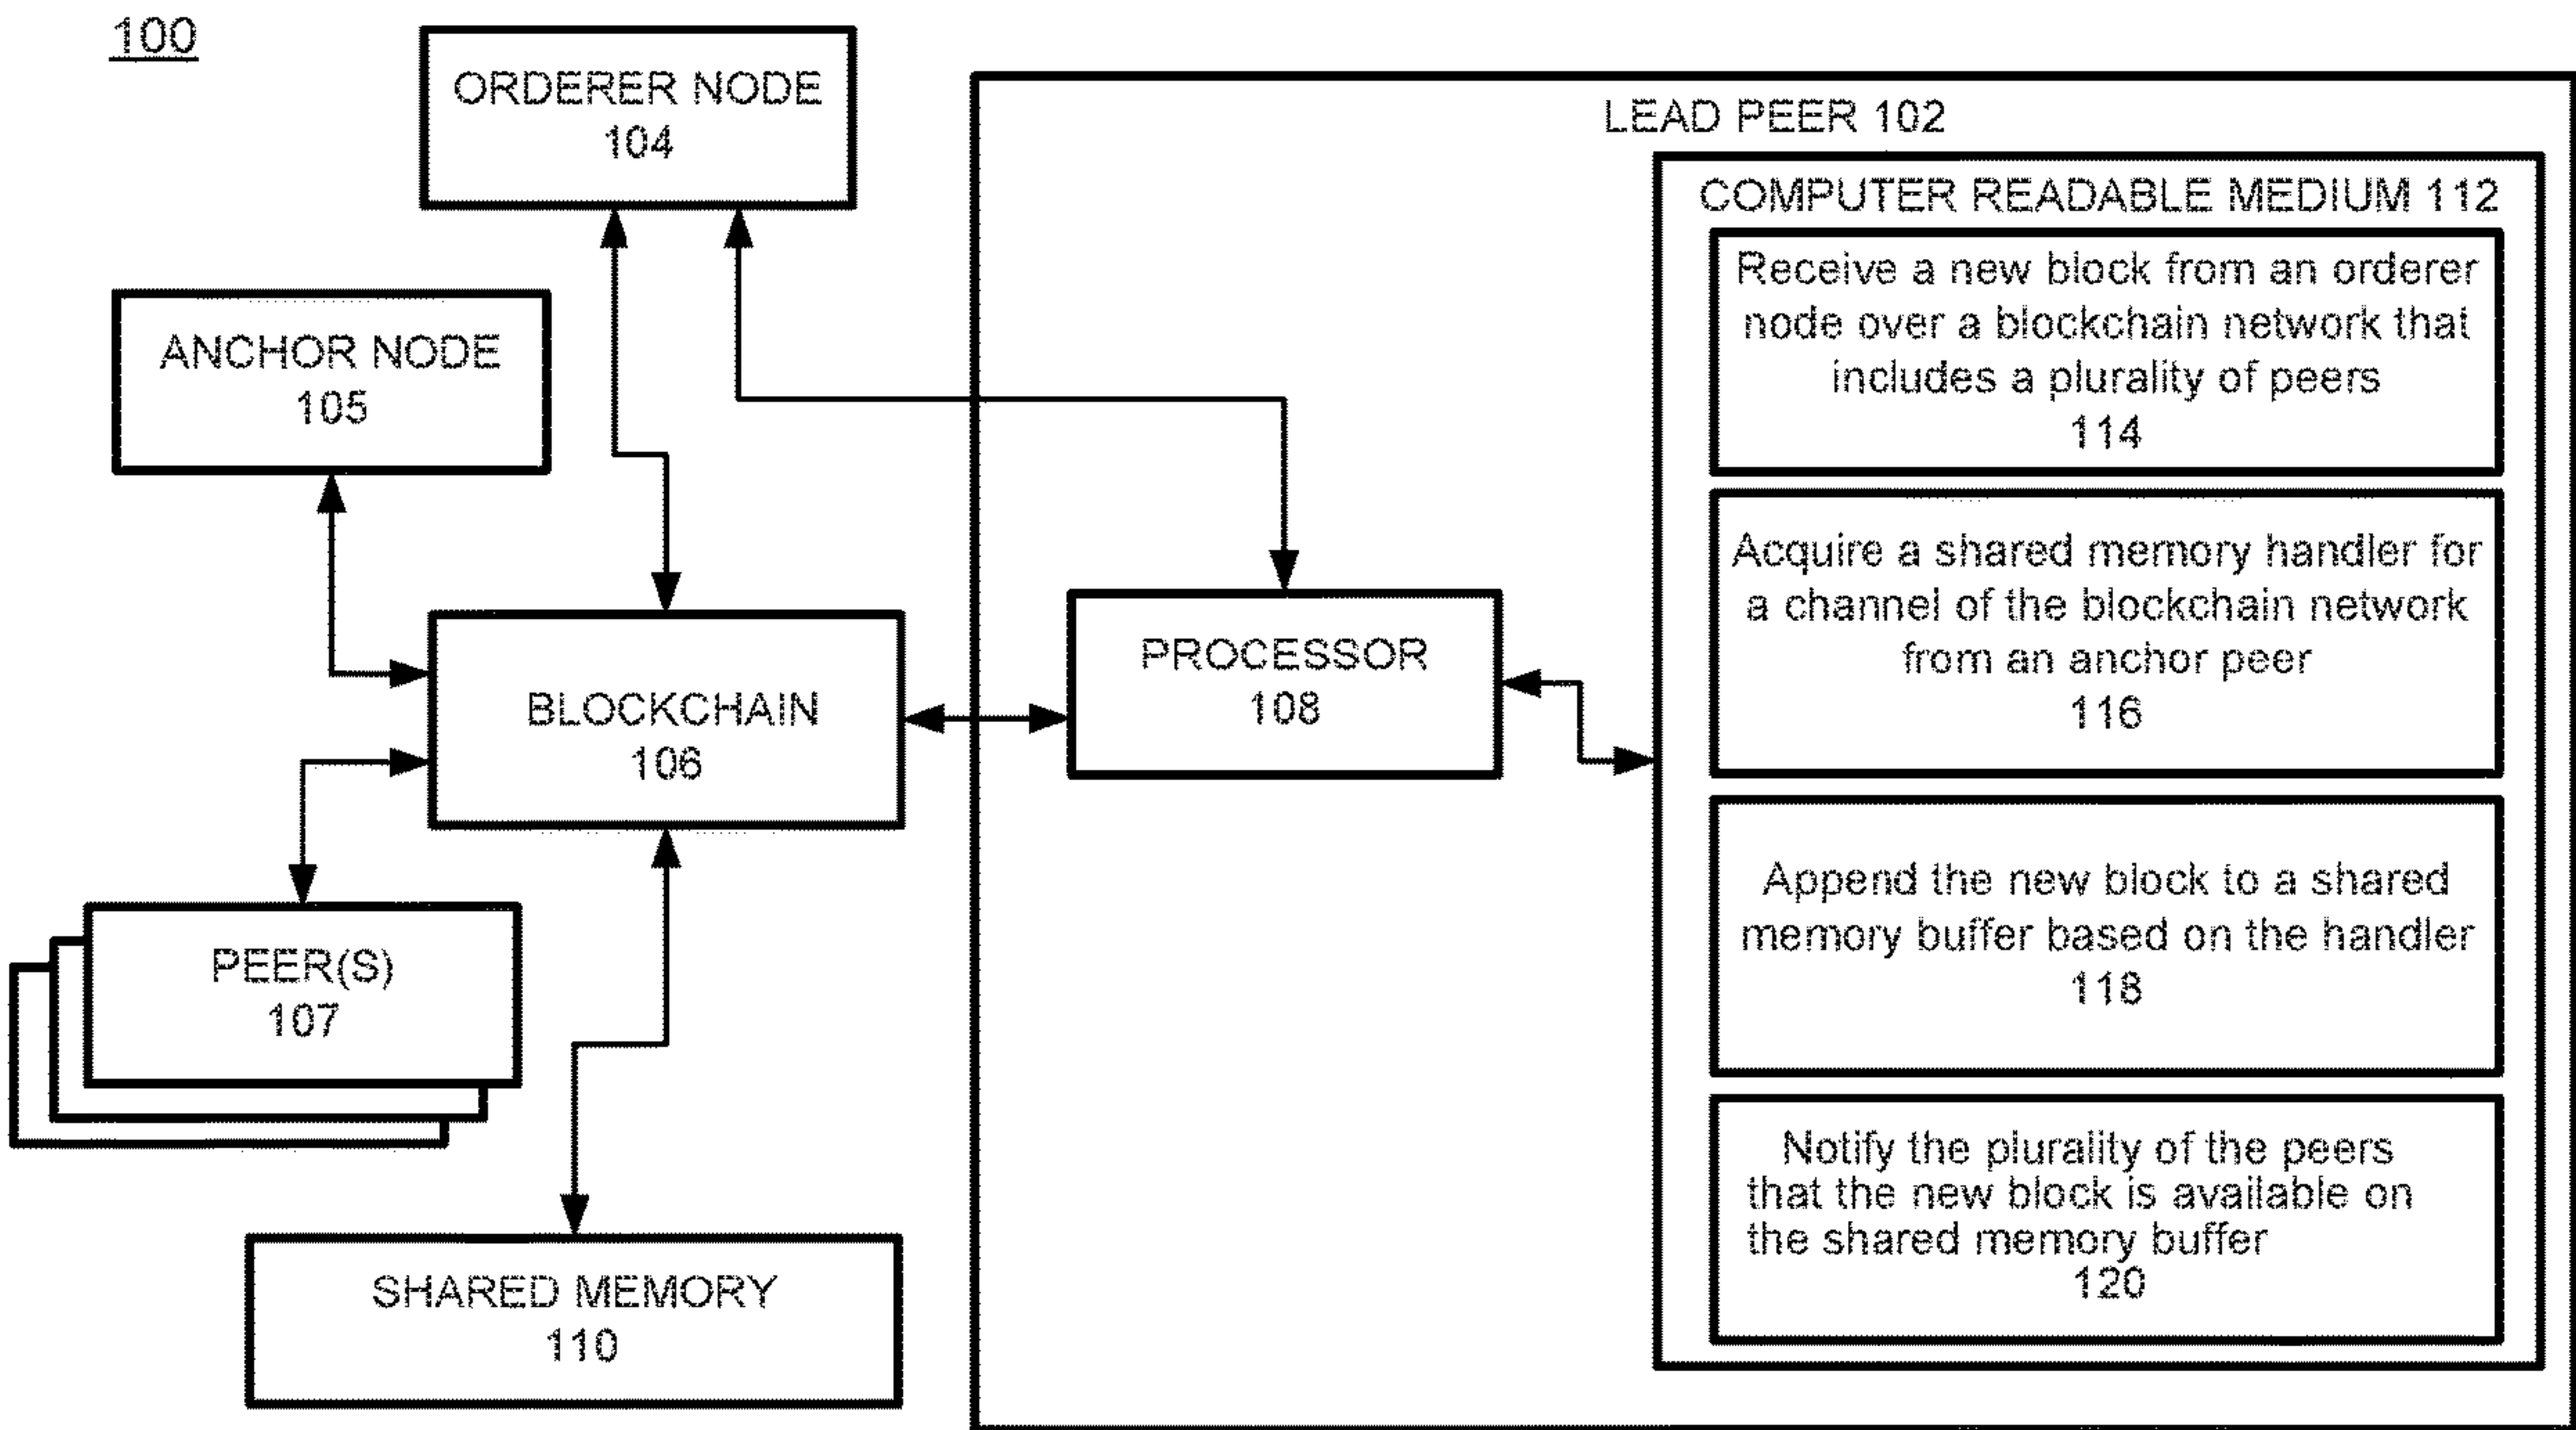 100
ORDERER NODE
104
ANCHOR NODE
105
BLOCKCHAIN
106
PEER(S)
107
SHARED MEMORY
110
LEAD PEER 102
PROCESSOR
108
COMPUTER READABLE MEDIUM 112
Receive a new block from an orderer
node over a blockchain network that
includes a plurality of peers
114
Acquire a shared memory handler for
a channel of the blockchain network
from an anchor peer
116
Append the new block to a shared
memory buffer based on the handler
118
Notify the plurality of the peers
that the new block is available on
the shared memory buffer
120